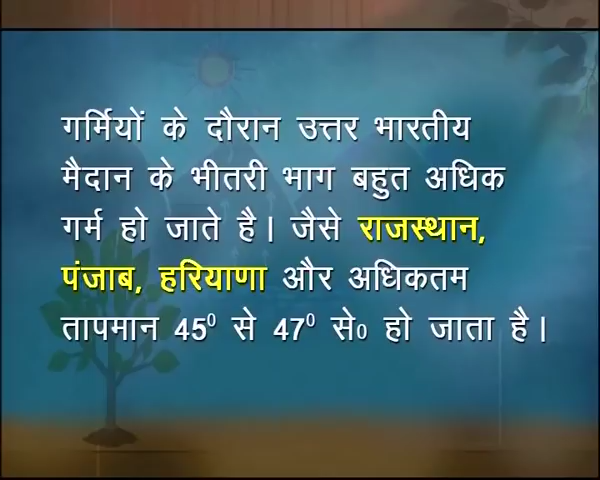 गर्मियों के दौरान उत्तर भारतीय
मैदान के भीतरी भाग बहुत अधिक
गर्म हो जाते है। जैसे राजस्थान,
पंजाब, हरियाणा और अधिकतम
तापमान 45⁰ से 47⁰ से० हो जाता है।